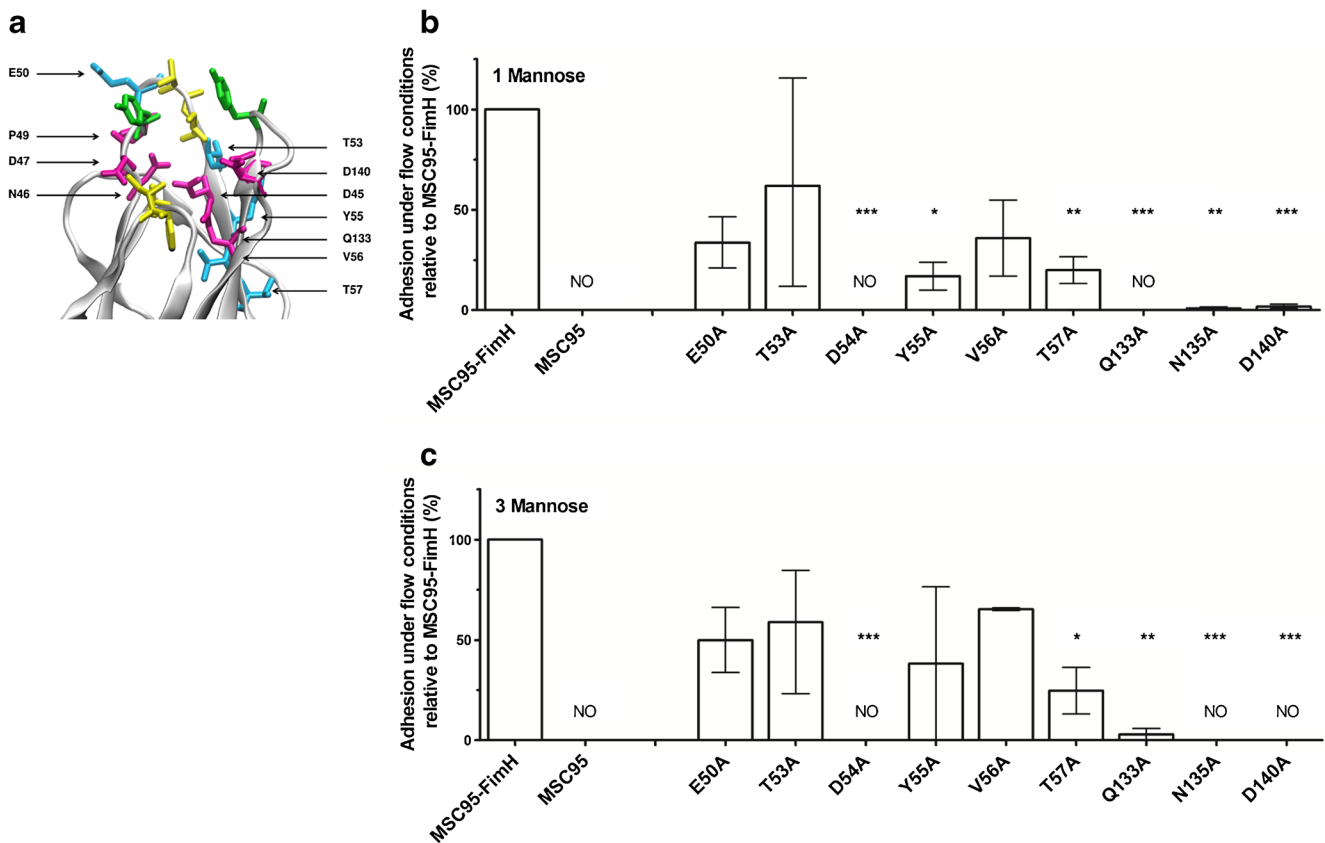 a
E50
P49
D47
N46
T53
D140
D45
Y55
Q133
V56
T57
b
Adhesion under flow conditions
relative to MSC95-FimH (%)
1 Mannose
100
50
0
NO
***
NO
*
**
***
NO
**
***
MSC95-FimH
MSC95
E50A
T53A
D54A
Y55A
V56A
T57A
Q133A
N135A
D140A
c
Adhesion under flow conditions
relative to MSC95-FimH (%)
3 Mannose
100
50
0
NO
***
NO
*
**
***
NO
***
NO
MSC95-FimH
MSC95
E50A
T53A
D54A
Y55A
V56A
T57A
Q133A
N135A
D140A